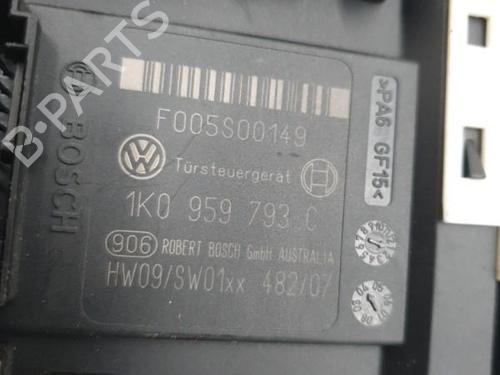 F005S00149
Türsteuergerät
1K0 959 793 C
906 ROBERT BOSCH GmbH AUSTRALIA
HW09/SW01xx 482/07
BOSCH
>PA6 GF15<
B-PARTS